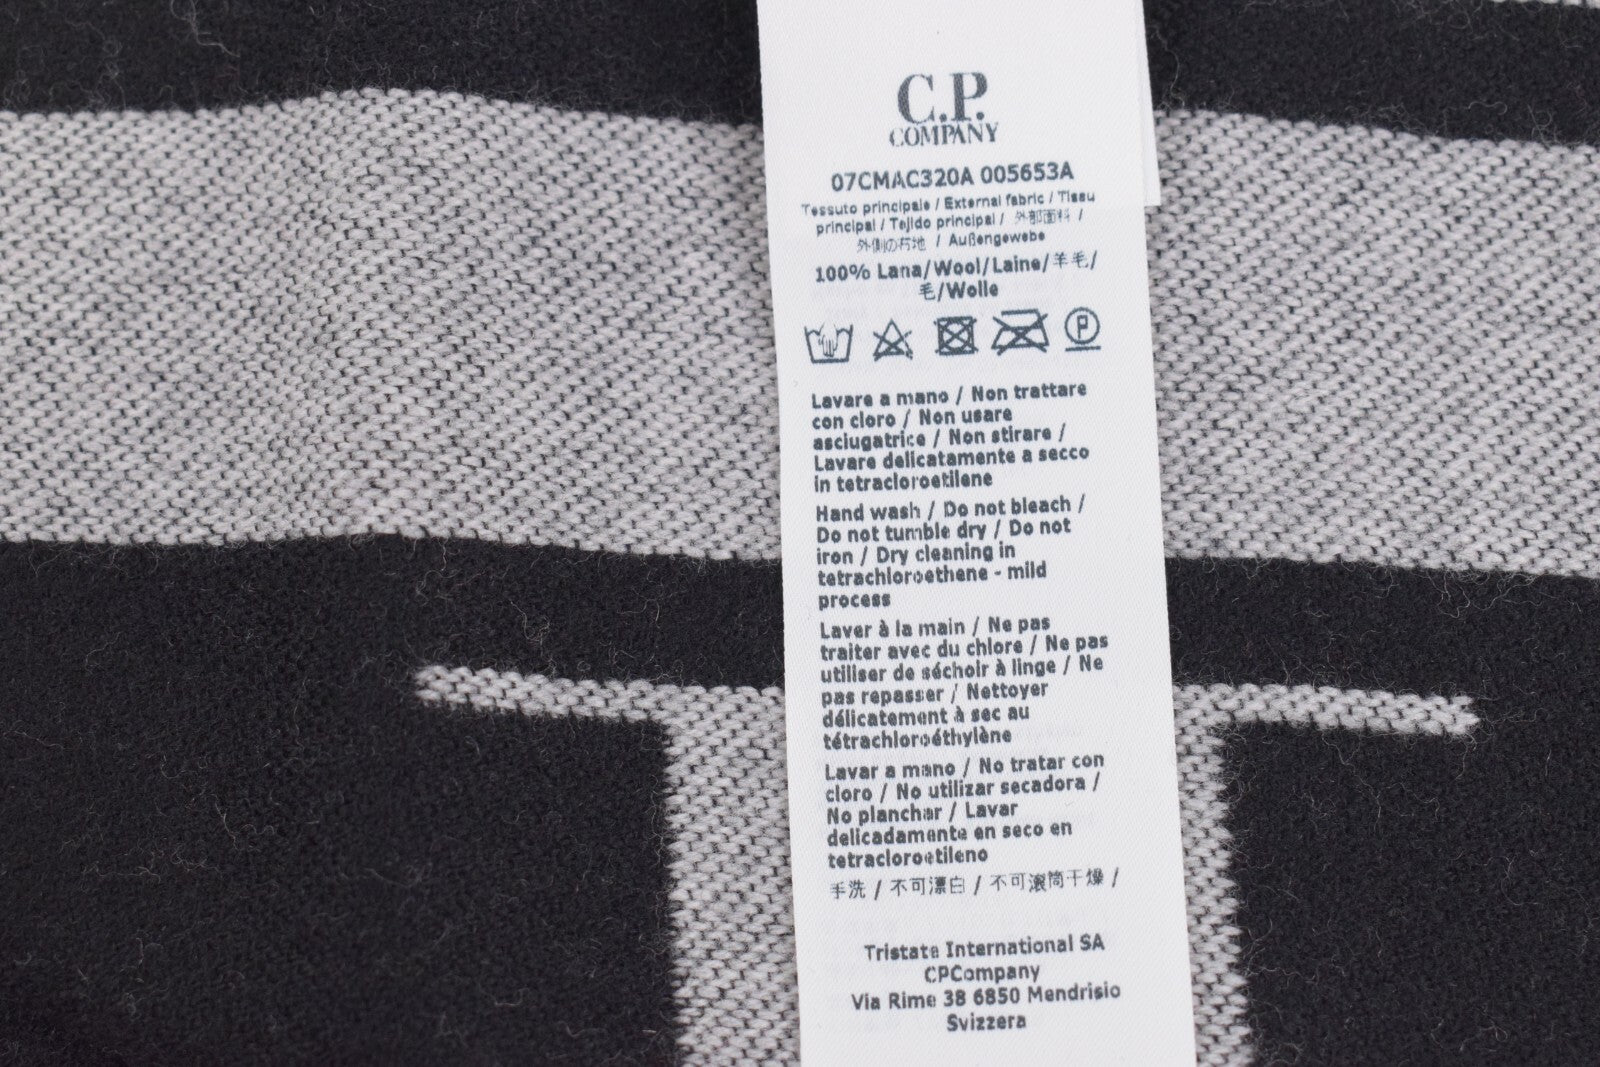 C.P.
COMPANY
07CMAC320A 005653A
Tessuto principale / External fabric / Tissu
principal / Tejido principal / 外部面料 /
外側の布地 / Außengewebe
100% Lana/Wool/Laine/羊毛/
毛/Wolle
P
Lavare a mano / Non trattare
con cloro / Non usare
asciugatrice / Non stirare /
Lavare delicatamente a secco
in tetracloroetilene
Hand wash / Do not bleach /
Do not tumble dry / Do not
iron / Dry cleaning in
tetrachloroethene - mild
process
Laver à la main / Ne pas
traiter avec du chlore / Ne pas
utiliser de séchoir à linge / Ne
pas repasser / Nettoyer
délicatement à sec au
tétrachloroéthylène
Lavar a mano / No tratar con
cloro / No utilizar secadora /
No planchar / Lavar
delicadamente en seco en
tetracloroetileno
手洗 / 不可漂白 / 不可滚筒干燥 /
Tristate International SA
CPCompany
Via Rime 38 6850 Mendrisio
Svizzera